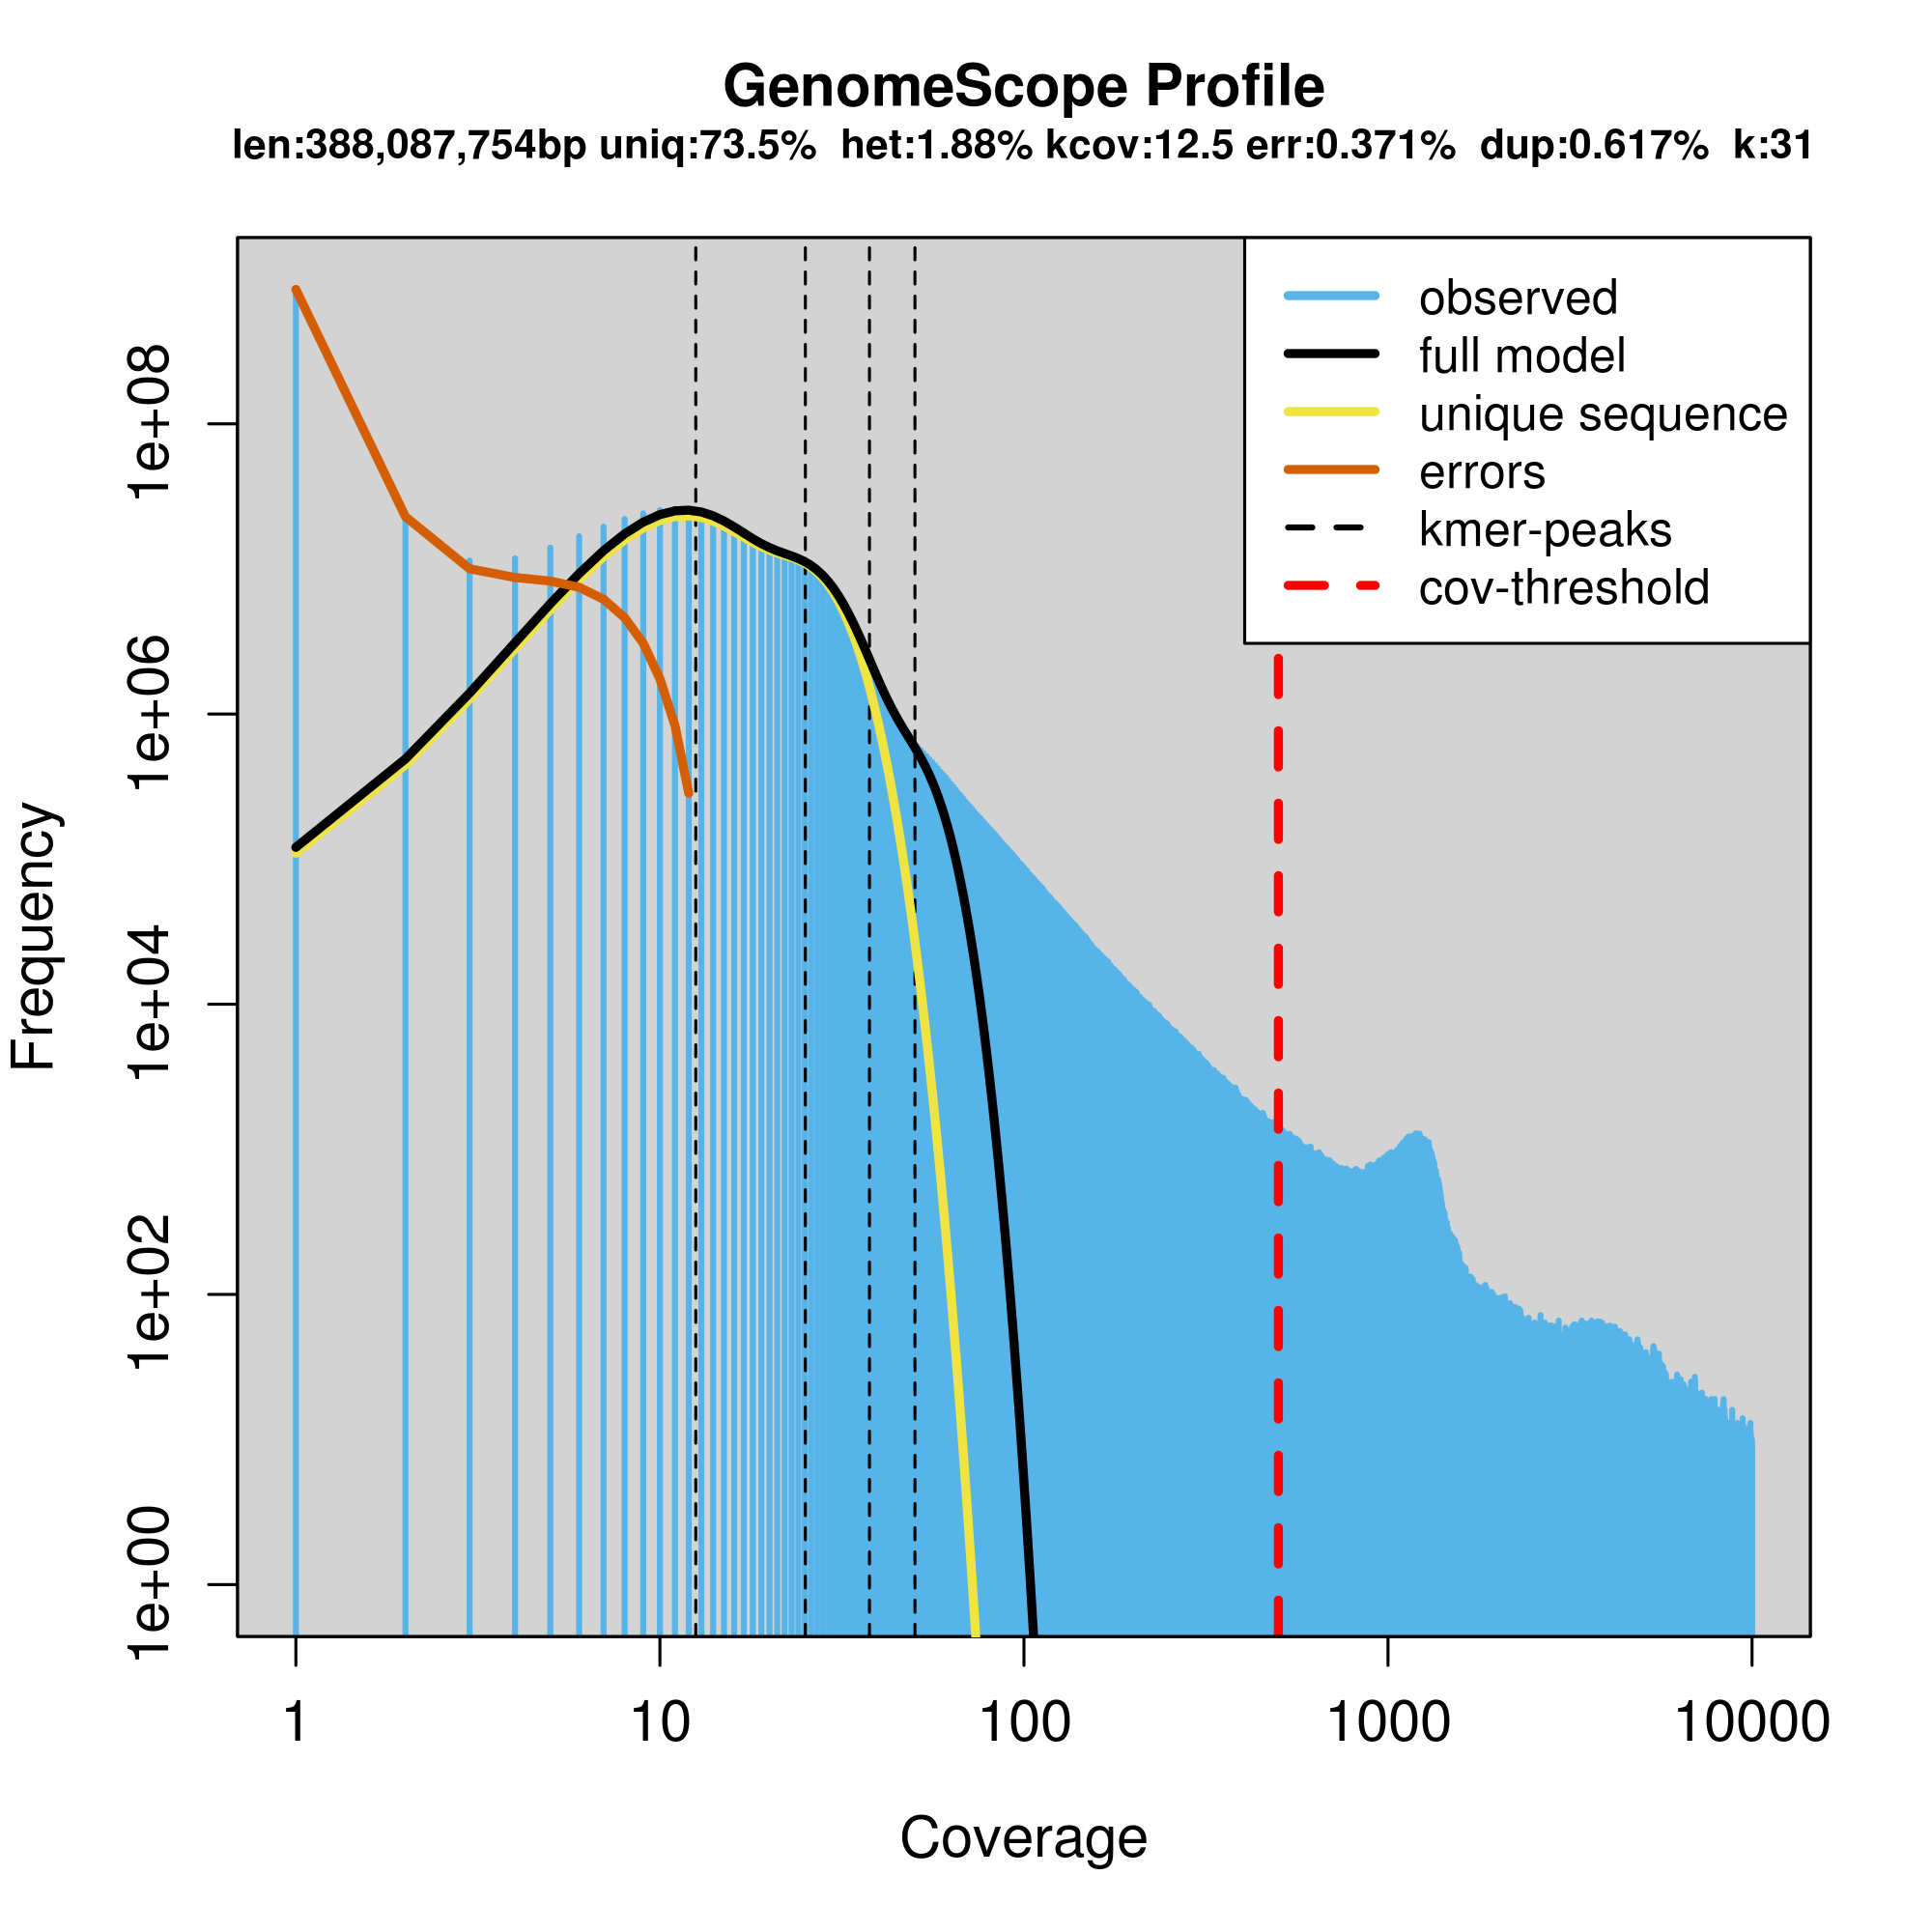 GenomeScope Profile
len:388,087,754bp uniq:73.5% het:1.88% kcov:12.5 err:0.371% dup:0.617% k:31
observed
full model
unique sequence
errors
kmer-peaks
cov-threshold
Frequency
1e+08
1e+06
1e+04
1e+02
1e+00
1 10 100 1000 10000
Coverage